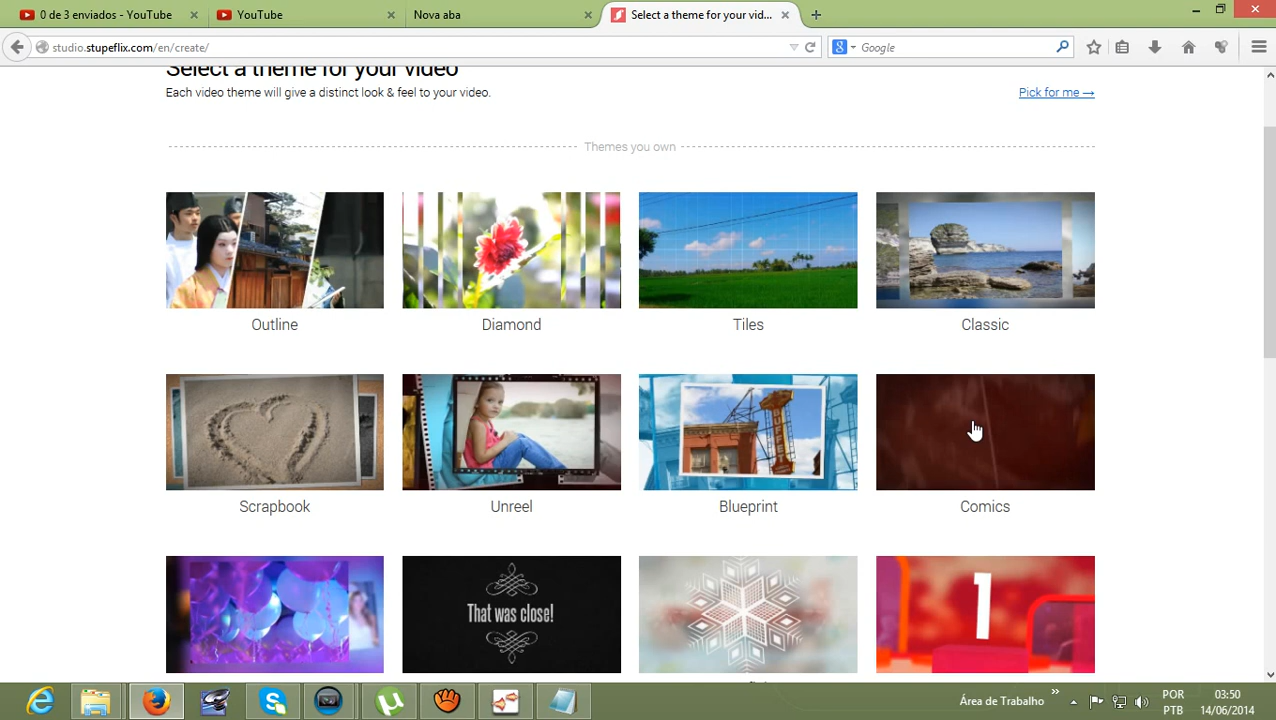 0 de 3 enviados - YouTube
YouTube
Nova aba
Select a theme for your vid...
studio.stupeflix.com/en/create/
Google
Select a theme for your video
Each video theme will give a distinct look & feel to your video.
Pick for me →
Themes you own
Outline
Diamond
Tiles
Classic
BUFFET
Scrapbook
Unreel
Blueprint
Comics
That was close!
1
Área de Trabalho
POR
03:50
PTB
14/06/2014